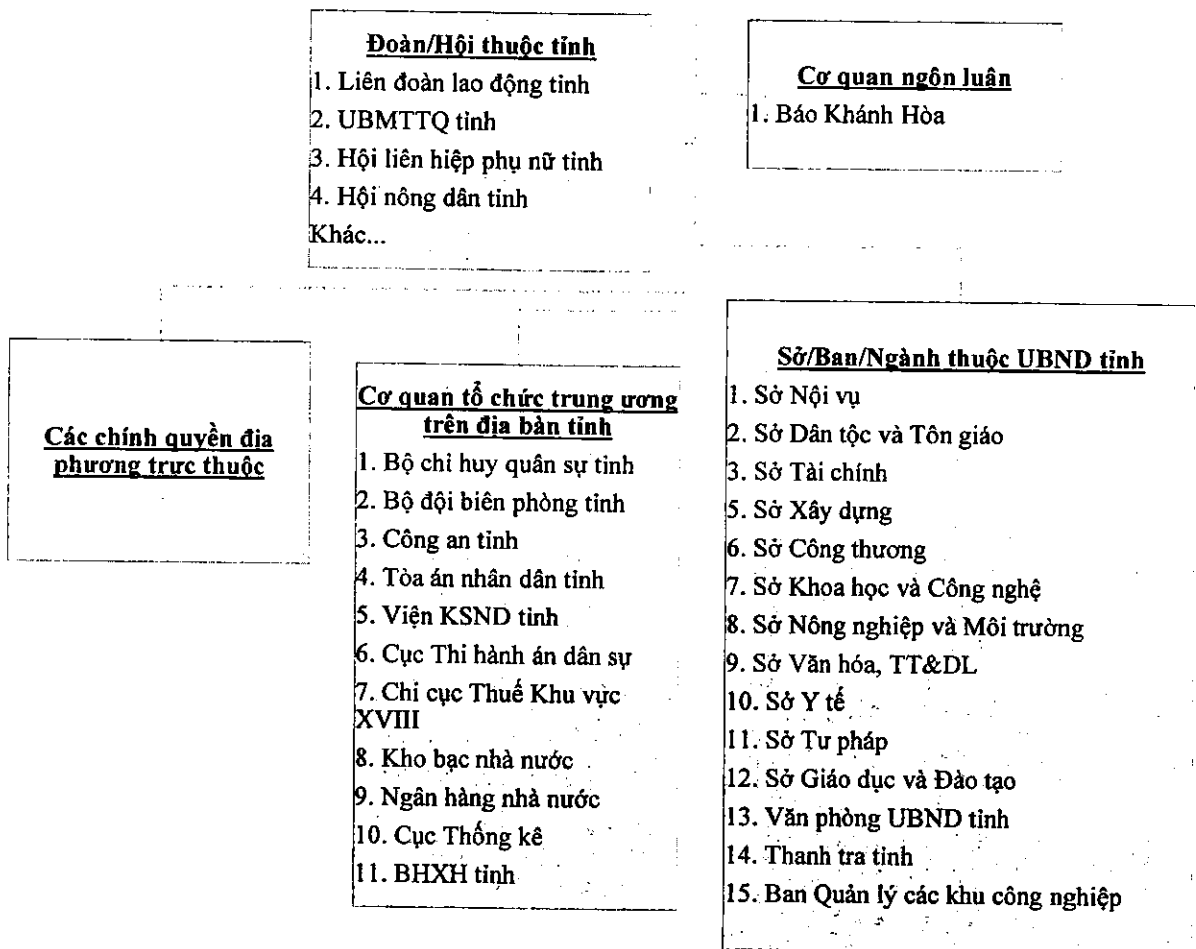 Đoàn/Hội thuộc tỉnh
1. Liên đoàn lao động tỉnh
2. UBMTTQ tỉnh
3. Hội liên hiệp phụ nữ tỉnh
4. Hội nông dân tỉnh
Khác...
Cơ quan ngôn luận
1. Báo Khánh Hòa
Các chính quyền địa
phương trực thuộc
Cơ quan tổ chức trung ương
trên địa bàn tỉnh
1. Bộ chỉ huy quân sự tỉnh
2. Bộ đội biên phòng tỉnh
3. Công an tỉnh
4. Tòa án nhân dân tỉnh
5. Viện KSND tỉnh
6. Cục Thi hành án dân sự
7. Chi cục Thuế Khu vực
XVIII
8. Kho bạc nhà nước
9. Ngân hàng nhà nước
10. Cục Thống kê
11. BHXH tỉnh
Sở/Ban/Ngành thuộc UBND tỉnh
1. Sở Nội vụ
2. Sở Dân tộc và Tôn giáo
3. Sở Tài chính
5. Sở Xây dựng
6. Sở Công thương
7. Sở Khoa học và Công nghệ
8. Sở Nông nghiệp và Môi trường
9. Sở Văn hóa, TT&DL
10. Sở Y tế
11. Sở Tư pháp
12. Sở Giáo dục và Đào tạo
13. Văn phòng UBND tỉnh
14. Thanh tra tỉnh
15. Ban Quản lý các khu công nghiệp